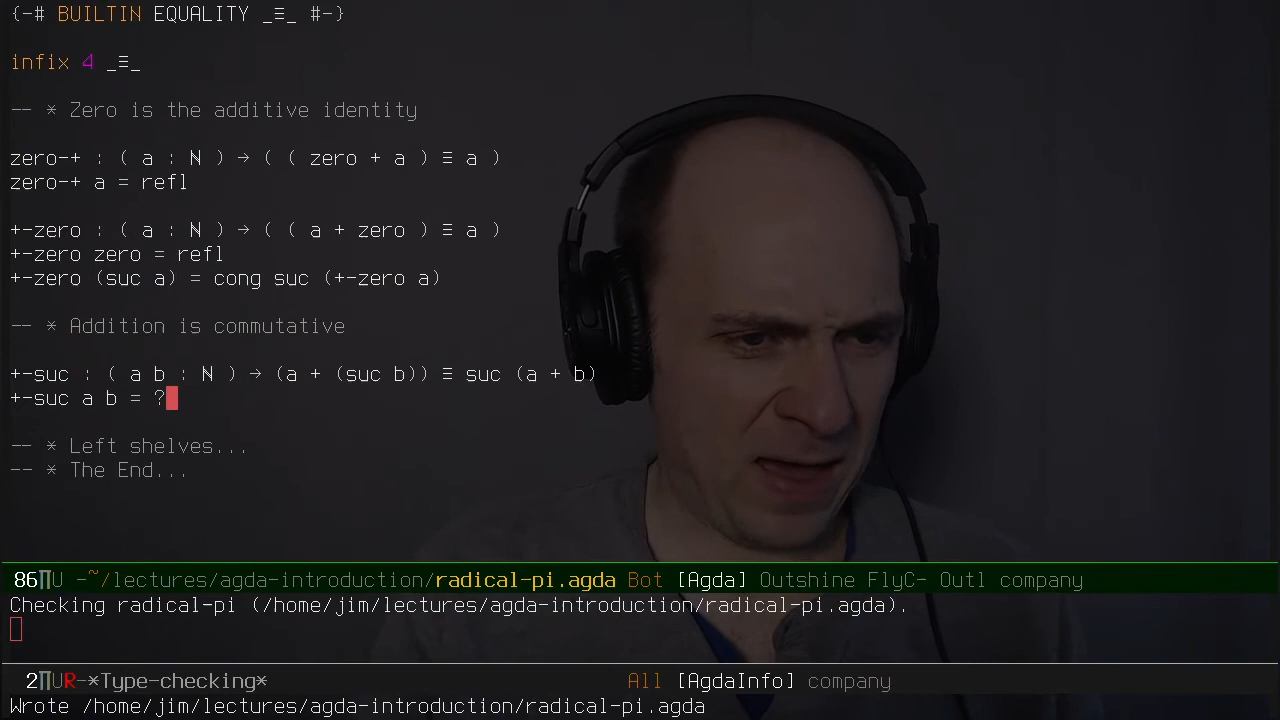 {-# BUILTIN EQUALITY _≡_ #-}
infix 4 _≡_
-- * Zero is the additive identity
zero-+ : ( a : N ) → ( ( zero + a ) ≡ a )
zero-+ a = refl
+-zero : ( a : N ) → ( ( a + zero ) ≡ a )
+-zero zero = refl
+-zero (suc a) = cong suc (+-zero a)
-- * Addition is commutative
+-suc : ( a b : N ) → (a + (suc b)) ≡ suc (a + b)
+-suc a b = ?
-- * Left shelves...
-- * The End...
86∏U -~/lectures/agda-introduction/radical-pi.agda Bot [Agda] Outshine FlyC- Outl company
Checking radical-pi (/home/jim/lectures/agda-introduction/radical-pi.agda).
2∏UR-*Type-checking* All [AgdaInfo] company
Wrote /home/jim/lectures/agda-introduction/radical-pi.agda